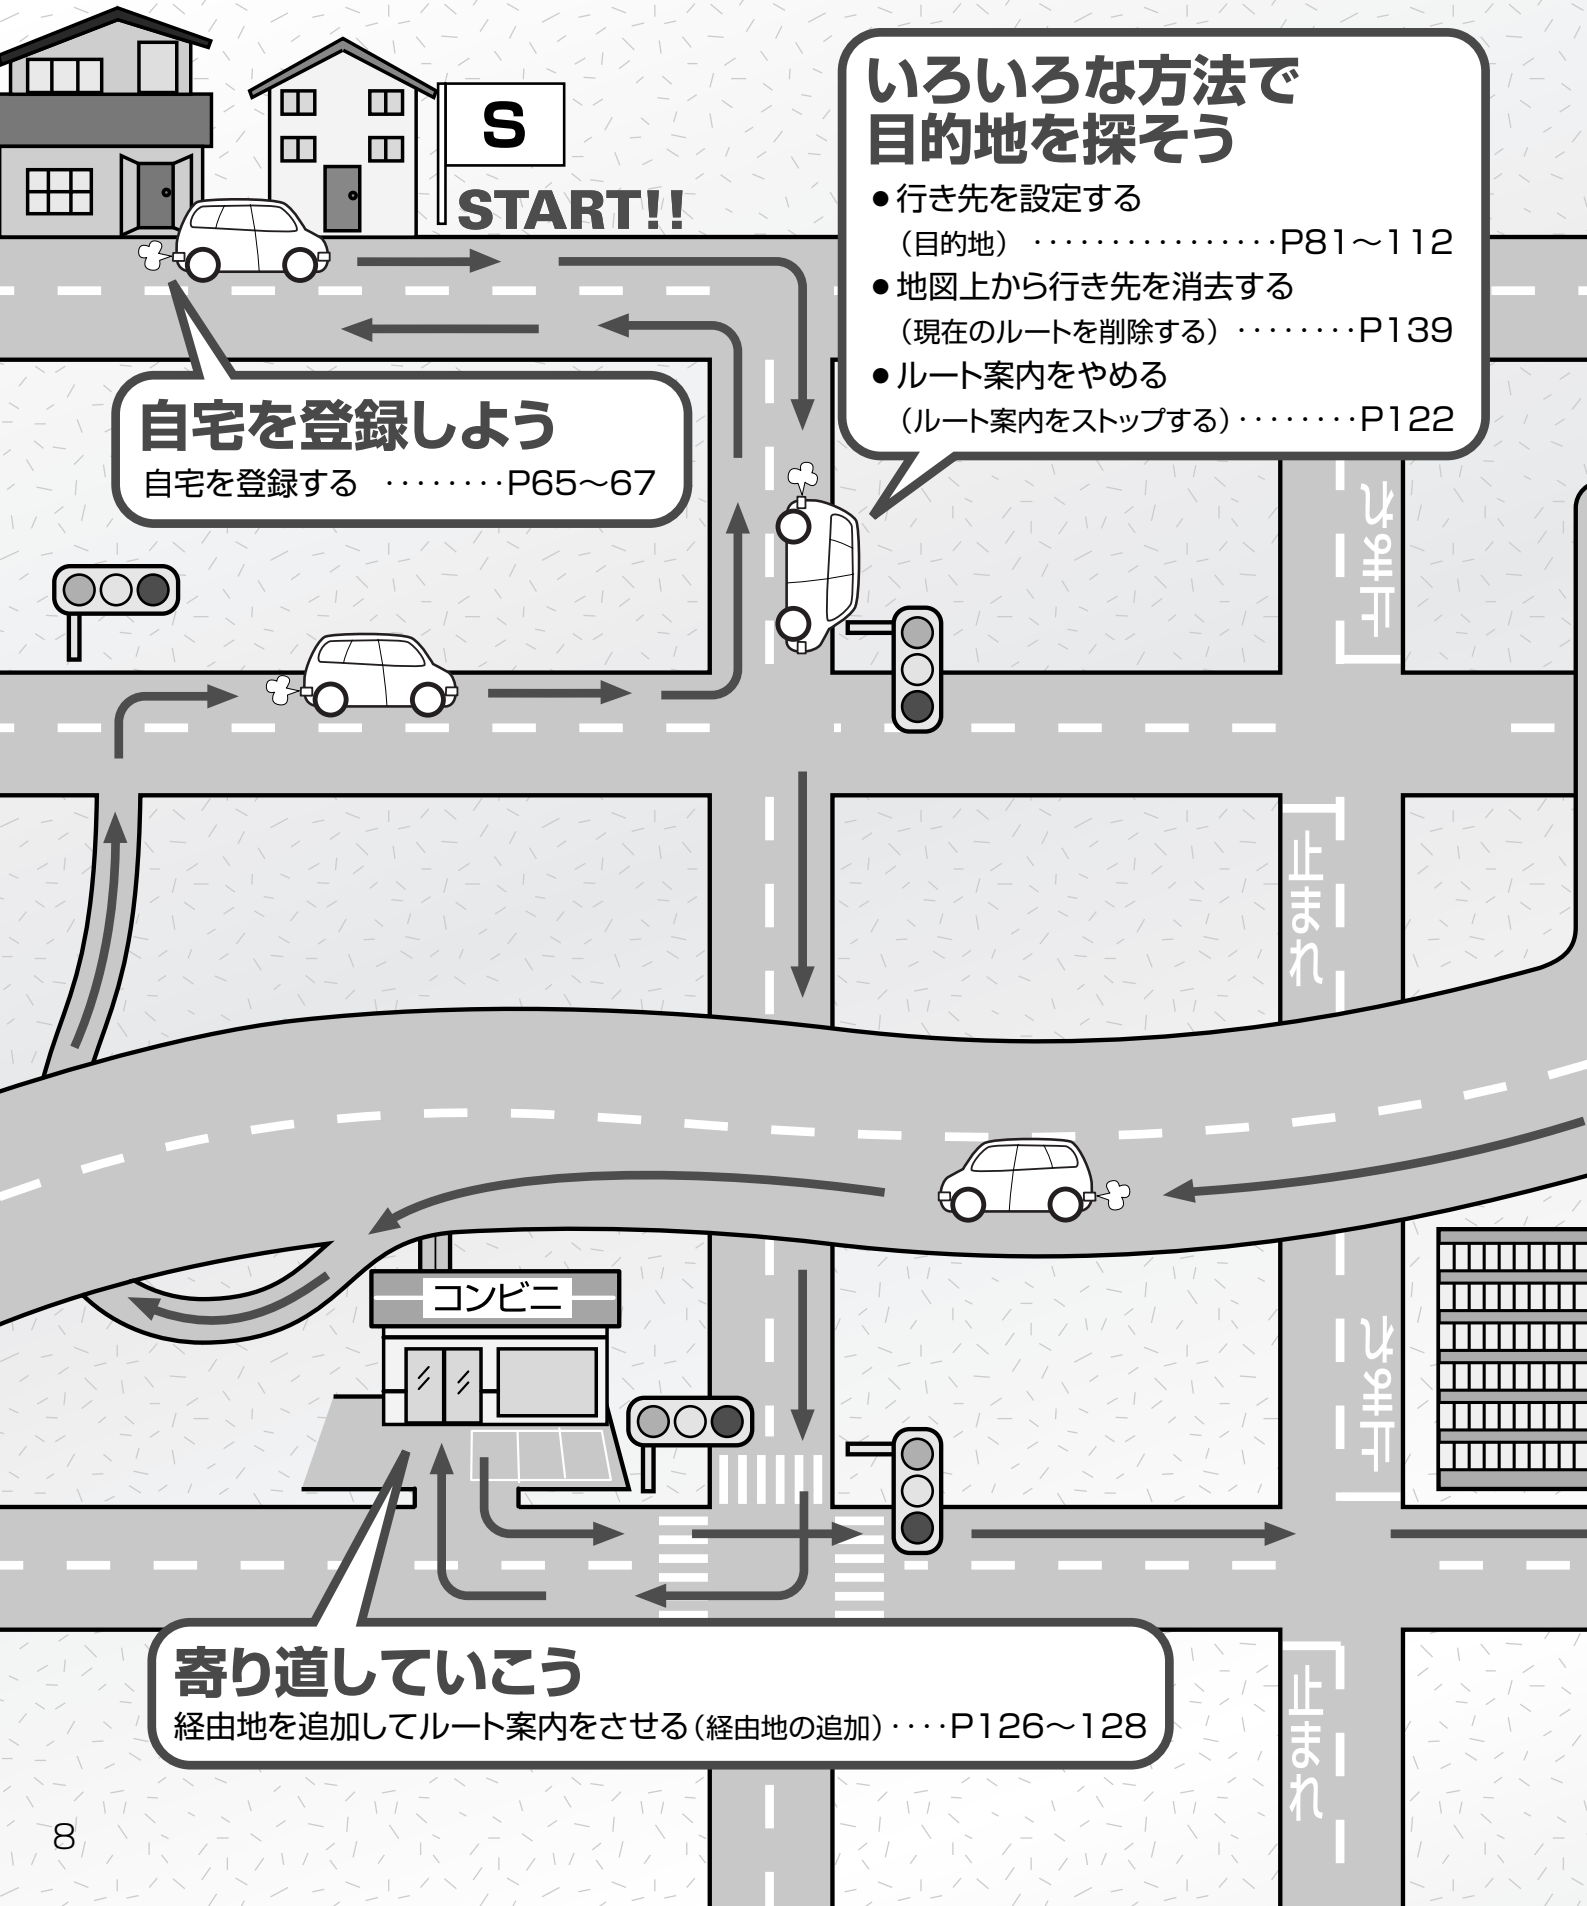 S
START!!
いろいろな方法で
目的地を探そう
●行き先を設定する
（目的地）‥‥‥‥‥‥‥‥P81～112
●地図上から行き先を消去する
（現在のルートを削除する）‥‥‥‥P139
●ルート案内をやめる
（ルート案内をストップする）‥‥‥‥P122
自宅を登録しよう
自宅を登録する ‥‥‥‥P65～67
止まれ
止まれ
コンビニ
止まれ
寄り道していこう
経由地を追加してルート案内をさせる（経由地の追加）‥‥P126～128
止まれ
8